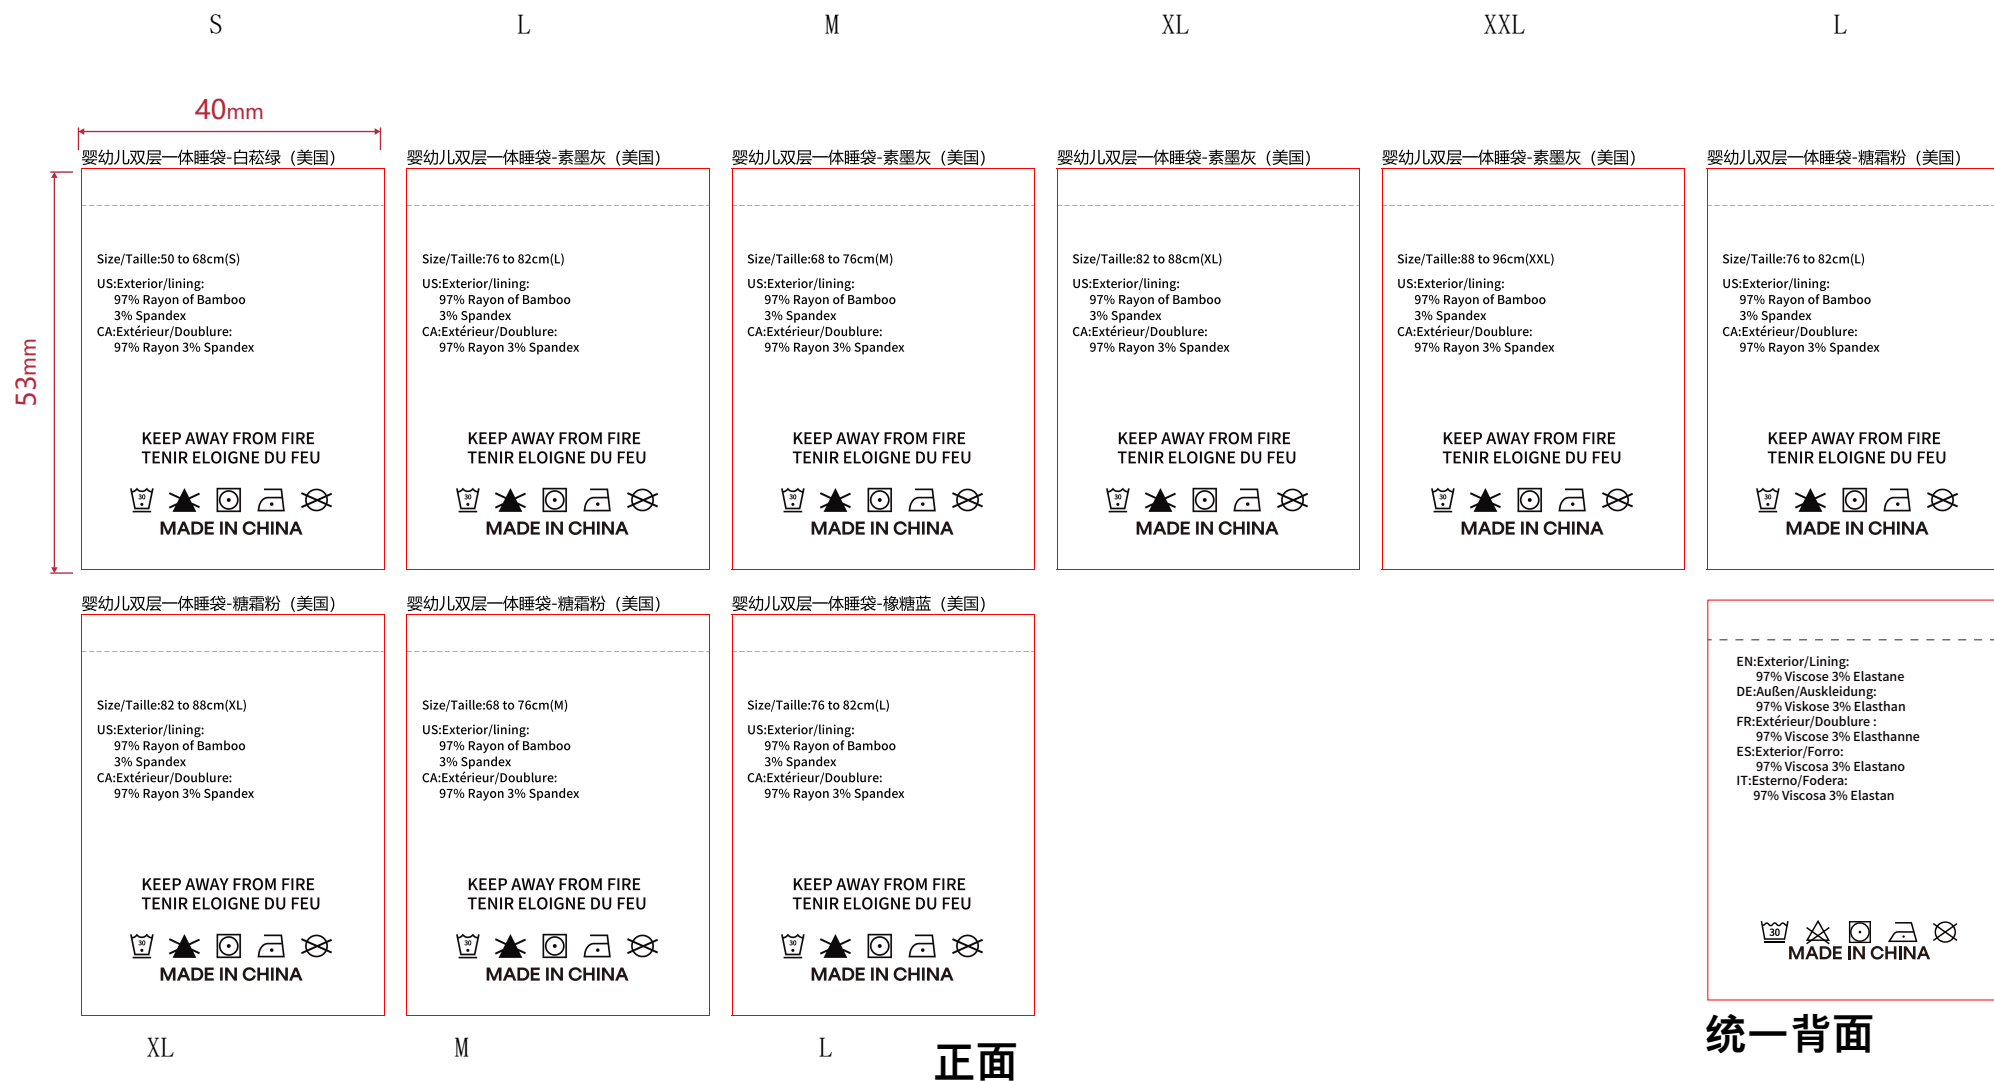 S
L
M
XL
XXL
L
40mm
53mm
婴幼儿双层一体睡袋-白菘绿（美国）
Size/Taille:50 to 68cm(S)
US:Exterior/lining:
97% Rayon of Bamboo
3% Spandex
CA:Extérieur/Doublure:
97% Rayon 3% Spandex
KEEP AWAY FROM FIRE
TENIR ELOIGNE DU FEU
30
MADE IN CHINA
婴幼儿双层一体睡袋-素墨灰（美国）
Size/Taille:76 to 82cm(L)
US:Exterior/lining:
97% Rayon of Bamboo
3% Spandex
CA:Extérieur/Doublure:
97% Rayon 3% Spandex
KEEP AWAY FROM FIRE
TENIR ELOIGNE DU FEU
30
MADE IN CHINA
婴幼儿双层一体睡袋-素墨灰（美国）
Size/Taille:68 to 76cm(M)
US:Exterior/lining:
97% Rayon of Bamboo
3% Spandex
CA:Extérieur/Doublure:
97% Rayon 3% Spandex
KEEP AWAY FROM FIRE
TENIR ELOIGNE DU FEU
30
MADE IN CHINA
婴幼儿双层一体睡袋-素墨灰（美国）
Size/Taille:82 to 88cm(XL)
US:Exterior/lining:
97% Rayon of Bamboo
3% Spandex
CA:Extérieur/Doublure:
97% Rayon 3% Spandex
KEEP AWAY FROM FIRE
TENIR ELOIGNE DU FEU
30
MADE IN CHINA
婴幼儿双层一体睡袋-素墨灰（美国）
Size/Taille:88 to 96cm(XXL)
US:Exterior/lining:
97% Rayon of Bamboo
3% Spandex
CA:Extérieur/Doublure:
97% Rayon 3% Spandex
KEEP AWAY FROM FIRE
TENIR ELOIGNE DU FEU
30
MADE IN CHINA
婴幼儿双层一体睡袋-糖霜粉（美国）
Size/Taille:76 to 82cm(L)
US:Exterior/lining:
97% Rayon of Bamboo
3% Spandex
CA:Extérieur/Doublure:
97% Rayon 3% Spandex
KEEP AWAY FROM FIRE
TENIR ELOIGNE DU FEU
30
MADE IN CHINA
婴幼儿双层一体睡袋-糖霜粉（美国）
Size/Taille:82 to 88cm(XL)
US:Exterior/lining:
97% Rayon of Bamboo
3% Spandex
CA:Extérieur/Doublure:
97% Rayon 3% Spandex
KEEP AWAY FROM FIRE
TENIR ELOIGNE DU FEU
30
MADE IN CHINA
婴幼儿双层一体睡袋-糖霜粉（美国）
Size/Taille:68 to 76cm(M)
US:Exterior/lining:
97% Rayon of Bamboo
3% Spandex
CA:Extérieur/Doublure:
97% Rayon 3% Spandex
KEEP AWAY FROM FIRE
TENIR ELOIGNE DU FEU
30
MADE IN CHINA
婴幼儿双层一体睡袋-橡糖蓝（美国）
Size/Taille:76 to 82cm(L)
US:Exterior/lining:
97% Rayon of Bamboo
3% Spandex
CA:Extérieur/Doublure:
97% Rayon 3% Spandex
KEEP AWAY FROM FIRE
TENIR ELOIGNE DU FEU
30
MADE IN CHINA
EN:Exterior/Lining:
97% Viscose 3% Elastane
DE:Außen/Auskleidung:
97% Viskose 3% Elasthan
FR:Extérieur/Doublure :
97% Viscose 3% Elasthanne
ES:Exterior/Forro:
97% Viscosa 3% Elastano
IT:Esterno/Fodera:
97% Viscosa 3% Elastan
30
MADE IN CHINA
XL
M
L
正面
统一背面